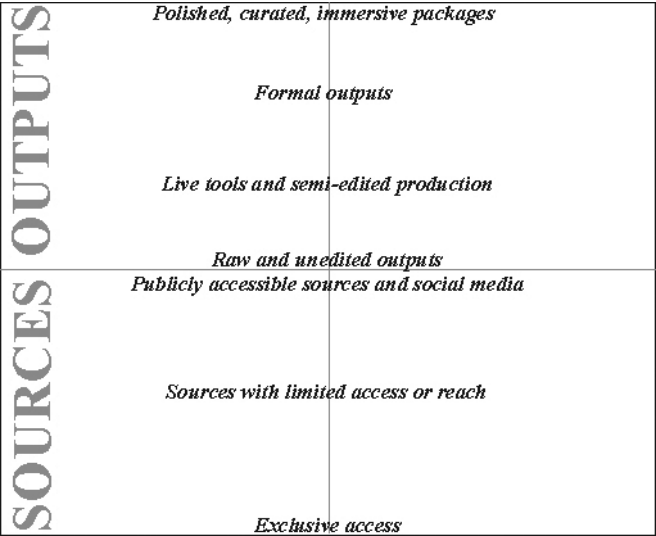 OUTPUTS
Polished, curated, immersive packages
Formal outputs
Live tools and semi-edited production
Raw and unedited outputs
SOURCES
Publicly accessible sources and social media
Sources with limited access or reach
Exclusive access